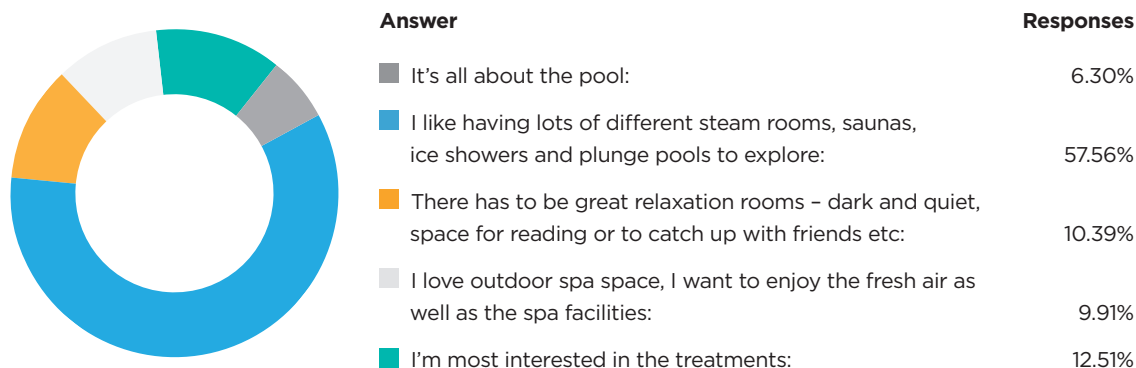 Answer Responses
It's all about the pool: 6.30%
I like having lots of different steam rooms, saunas,
ice showers and plunge pools to explore: 57.56%
There has to be great relaxation rooms – dark and quiet,
space for reading or to catch up with friends etc: 10.39%
I love outdoor spa space, I want to enjoy the fresh air as
well as the spa facilities: 9.91%
I'm most interested in the treatments: 12.51%